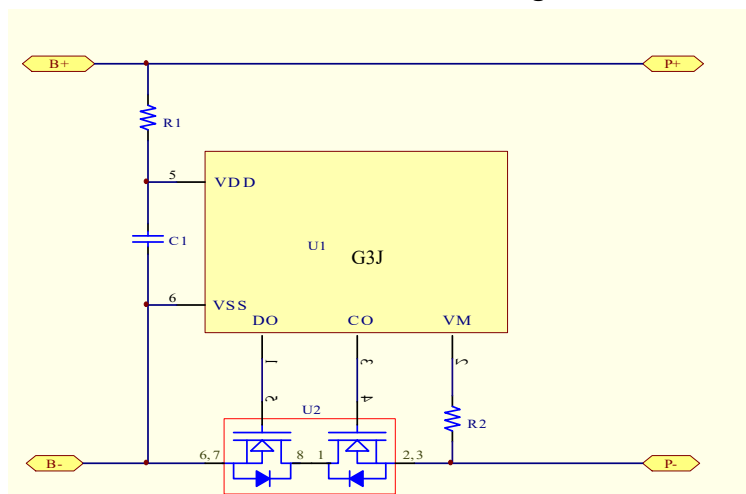 B+
P+
R1
5
VDD
C1
U1
G3J
6
VSS
DO
CO
VM
1
3
2
5
4
U2
R2
B-
6,7
8
1
2,3
P-